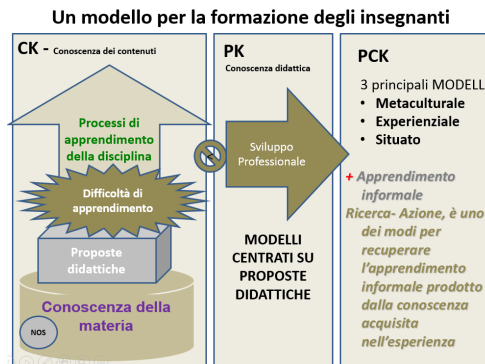 Un modello per la formazione degli insegnanti
CK - Conoscenza dei contenuti
Processi di
apprendimento
della disciplina
Difficoltà di
apprendimento
Proposte
didattiche
Conoscenza della
materia
NOS
PK
Conoscenza didattica
Sviluppo
Professionale
MODELLI
CENTRATI SU
PROPOSTE
DIDATTICHE
PCK
3 principali MODELL
• Metaculturale
• Experienziale
• Situato
+ Apprendimento
informale
Ricerca- Azione, è uno
dei modi per
recuperare
l'apprendimento
informale prodotto
dalla conoscenza
acquisita
nell'esperienza